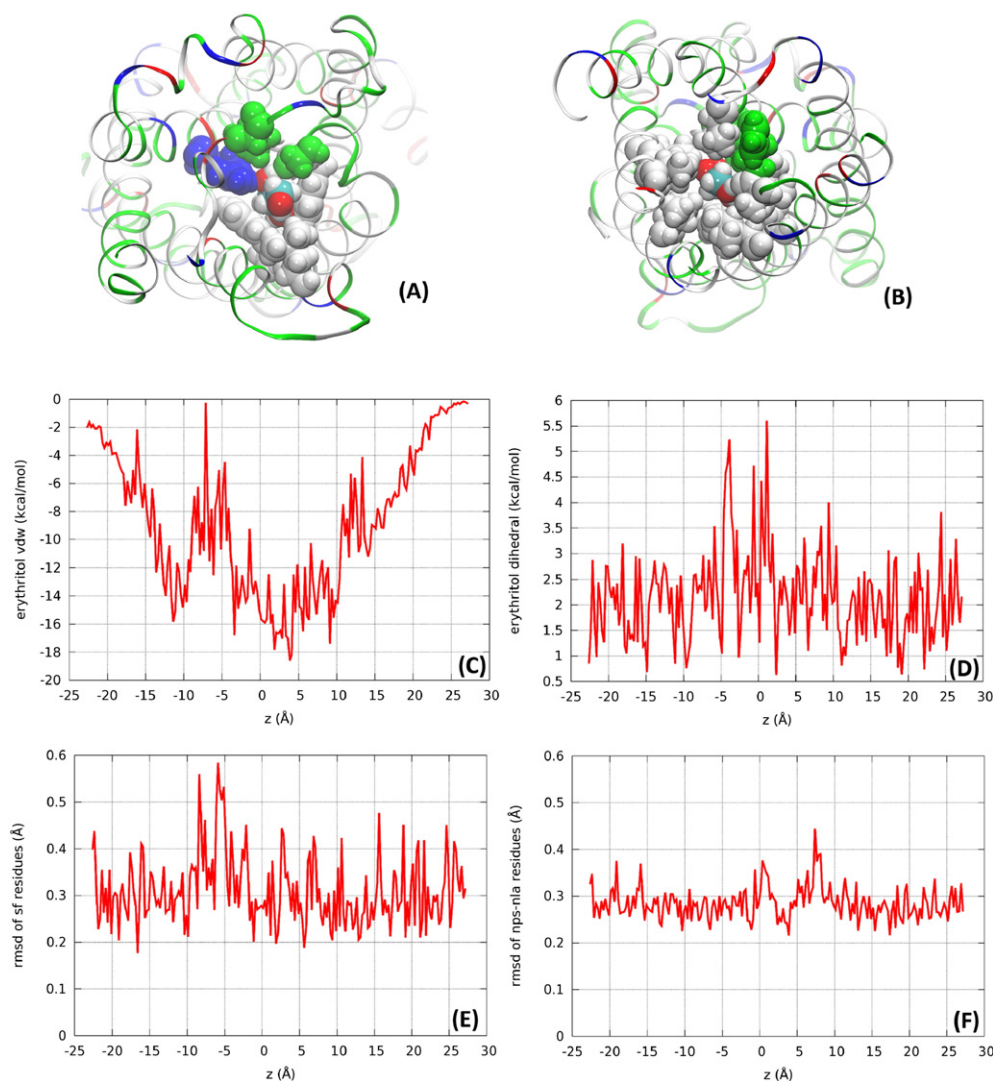 (A)
(B)
0
-2
-4
-6
-8
-10
-12
-14
-16
-18
-20
erythritol vdw (kcal/mol)
-25 -20 -15 -10 -5 0 5 10 15 20 25 30
z (Å)
(C)
6
5.5
5
4.5
4
3.5
3
2.5
2
1.5
1
0.5
erythritol dihedral (kcal/mol)
-25 -20 -15 -10 -5 0 5 10 15 20 25 30
z (Å)
(D)
0.6
0.5
0.4
0.3
0.2
0.1
0
rmsd of sf residues (Å)
-25 -20 -15 -10 -5 0 5 10 15 20 25 30
z (Å)
(E)
0.6
0.5
0.4
0.3
0.2
0.1
0
rmsd of nps-nla residues (Å)
-25 -20 -15 -10 -5 0 5 10 15 20 25 30
z (Å)
(F)